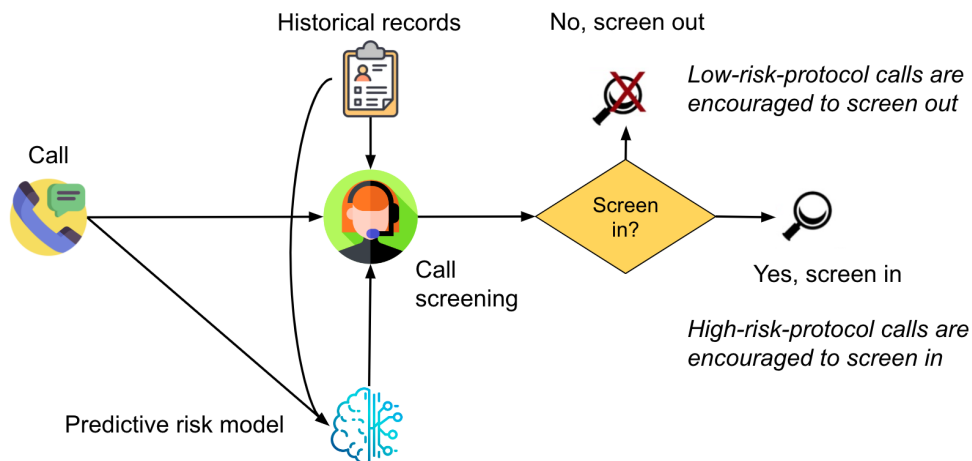 Historical records
No, screen out
Low-risk-protocol calls are
encouraged to screen out
Call
Screen
in?
Call
screening
Yes, screen in
High-risk-protocol calls are
encouraged to screen in
Predictive risk model